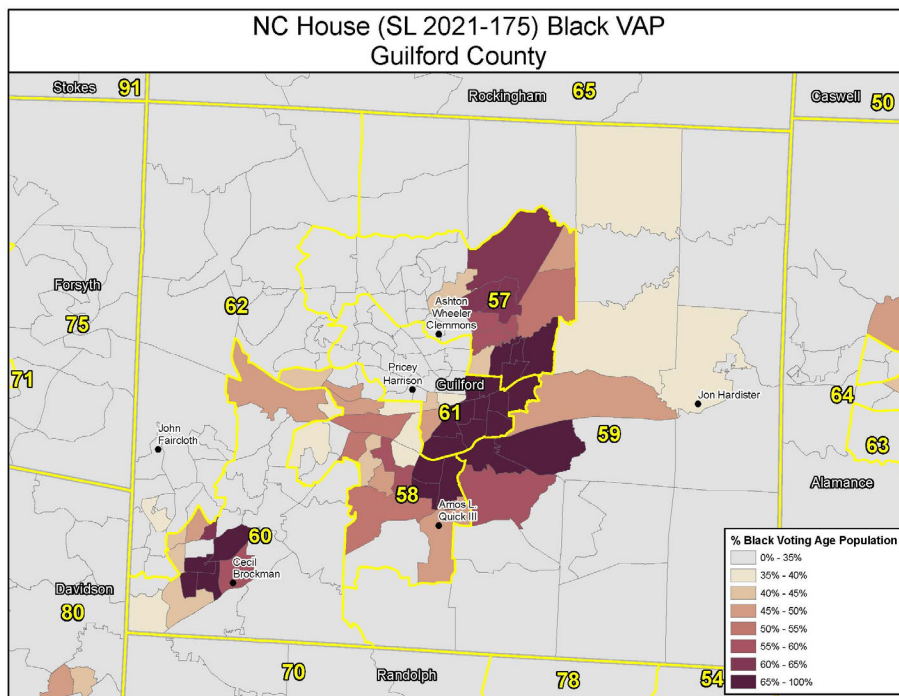 NC House (SL 2021-175) Black VAP
Guilford County
Stokes
91
Rockingham
65
Caswell
50
Forsyth
75
62
57
Ashton
Wheeler
Clemmons
71
Pricey
Harrison
Guilford
61
Jon Hardister
64
John
Faircloth
59
63
Alamance
58
Amos L.
Quick III
60
Cecil
Brockman
Davidson
80
70
Randolph
78
54
% Black Voting Age Population
0% - 35%
35% - 40%
40% - 45%
45% - 50%
50% - 55%
55% - 60%
60% - 65%
65% - 100%